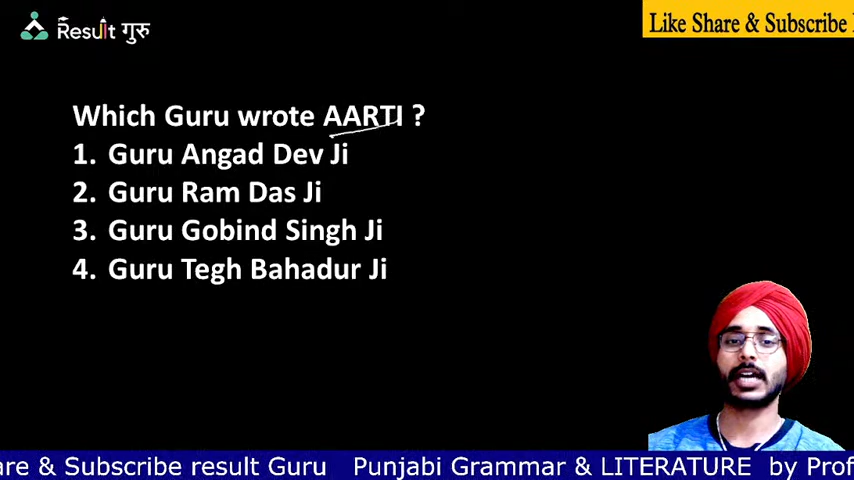 Result गुरु
Like Share & Subscribe
Which Guru wrote AARTI ?
1. Guru Angad Dev Ji
2. Guru Ram Das Ji
3. Guru Gobind Singh Ji
4. Guru Tegh Bahadur Ji
are & Subscribe result Guru Punjabi Grammar & LITERATURE by Prof